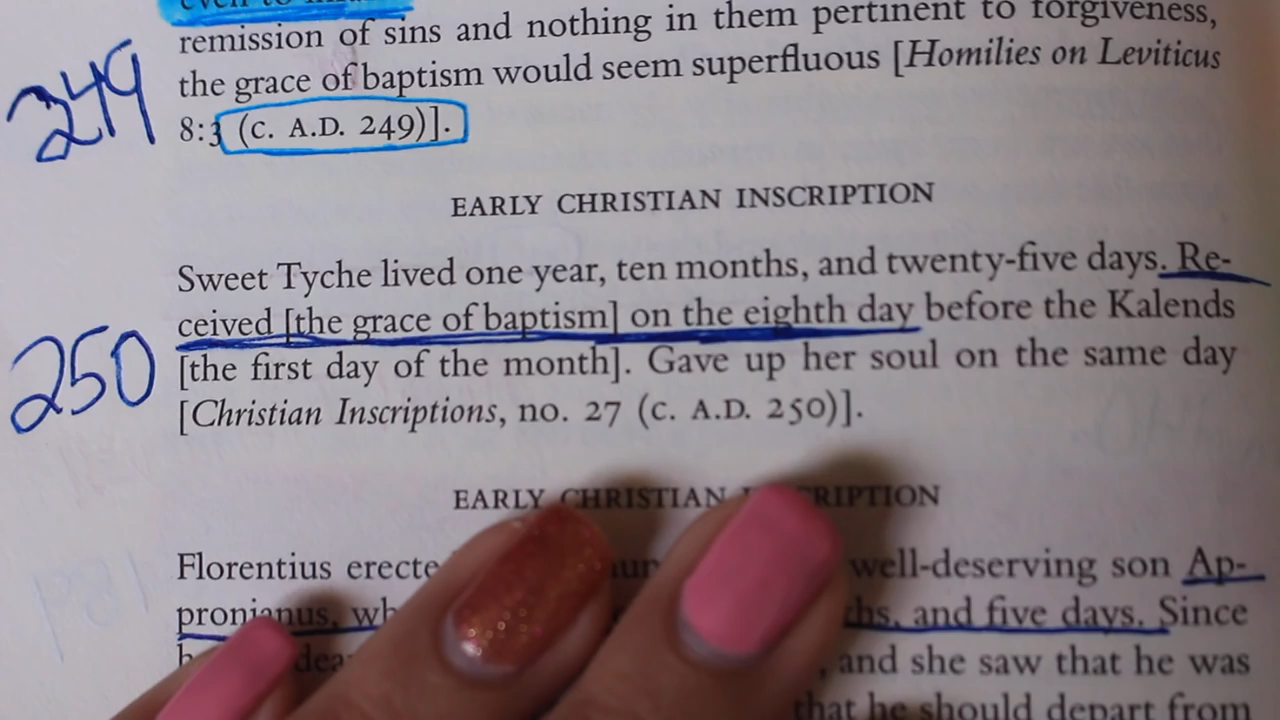 remission of sins and nothing in them pertinent to forgiveness,
249
the grace of baptism would seem superfluous [Homilies on Leviticus
8:3 (C. A.D. 249)].
EARLY CHRISTIAN INSCRIPTION
Sweet Tyche lived one year, ten months, and twenty-five days. Re-
ceived [the grace of baptism] on the eighth day before the Kalends
250
[the first day of the month]. Gave up her soul on the same day
[Christian Inscriptions, no. 27 (C. A.D. 250)].
EARLY CHRISTIAN
Florentius well-deserving son Ap-
pronianus, and five days. Since
and she saw that he was
that he should depart from